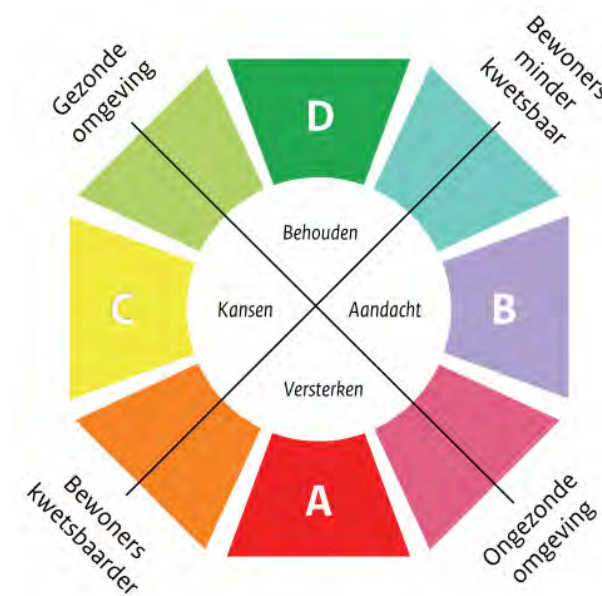 Gezonde
omgeving
Bewoners
minder
kwetsbaar
D
Behouden
C
Kansen
Aandacht
B
Versterken
A
Bewoners
kwetsbaarder
Ongezonde
omgeving